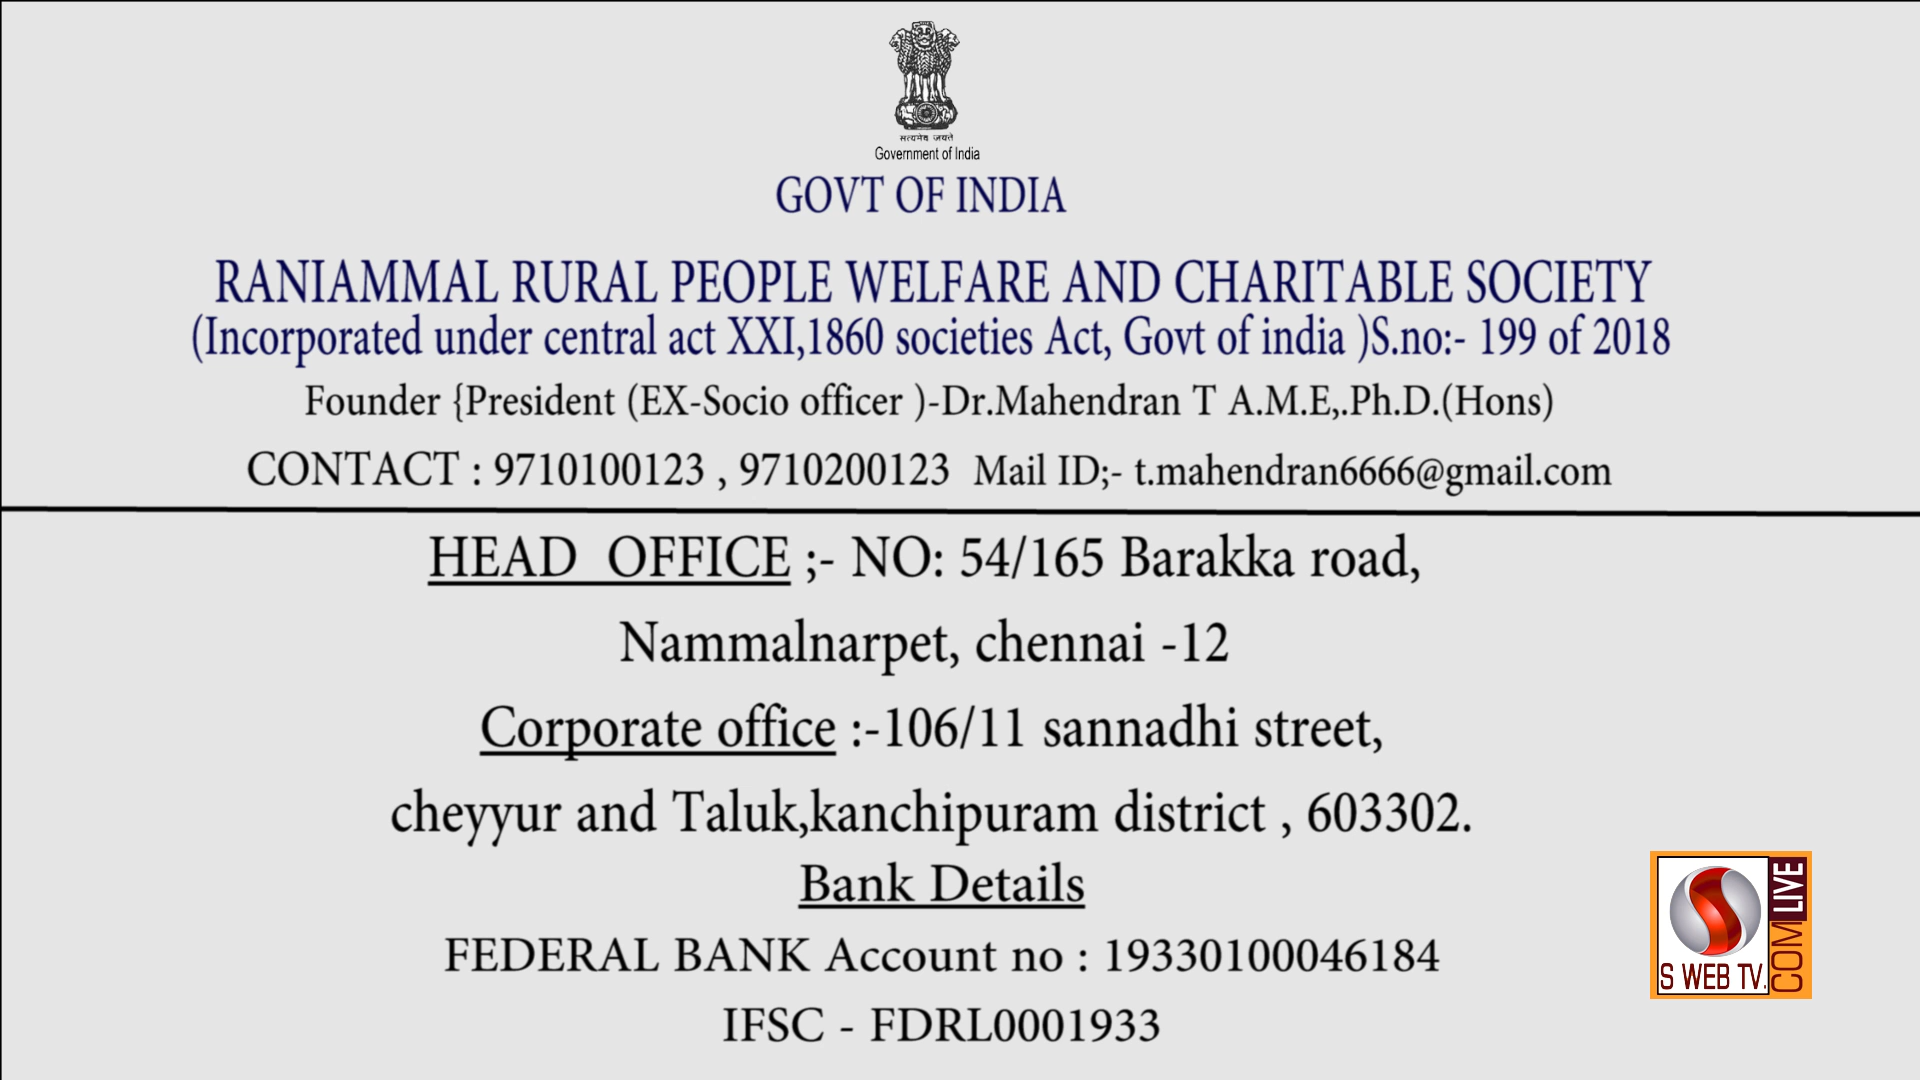 सत्यमेव जयते
Government of India
GOVT OF INDIA
RANIAMMAL RURAL PEOPLE WELFARE AND CHARITABLE SOCIETY
(Incorporated under central act XXI,1860 societies Act, Govt of india )S.no:- 199 of 2018
Founder {President (EX-Socio officer )-Dr.Mahendran T A.M.E,.Ph.D.(Hons)
CONTACT : 9710100123 , 9710200123 Mail ID;- t.mahendran6666@gmail.com
HEAD OFFICE ;- NO: 54/165 Barakka road,
Nammalnarpet, chennai -12
Corporate office :-106/11 sannadhi street,
cheyyur and Taluk,kanchipuram district , 603302.
Bank Details
FEDERAL BANK Account no : 19330100046184
IFSC - FDRL0001933
S WEB TV.
COM LIVE